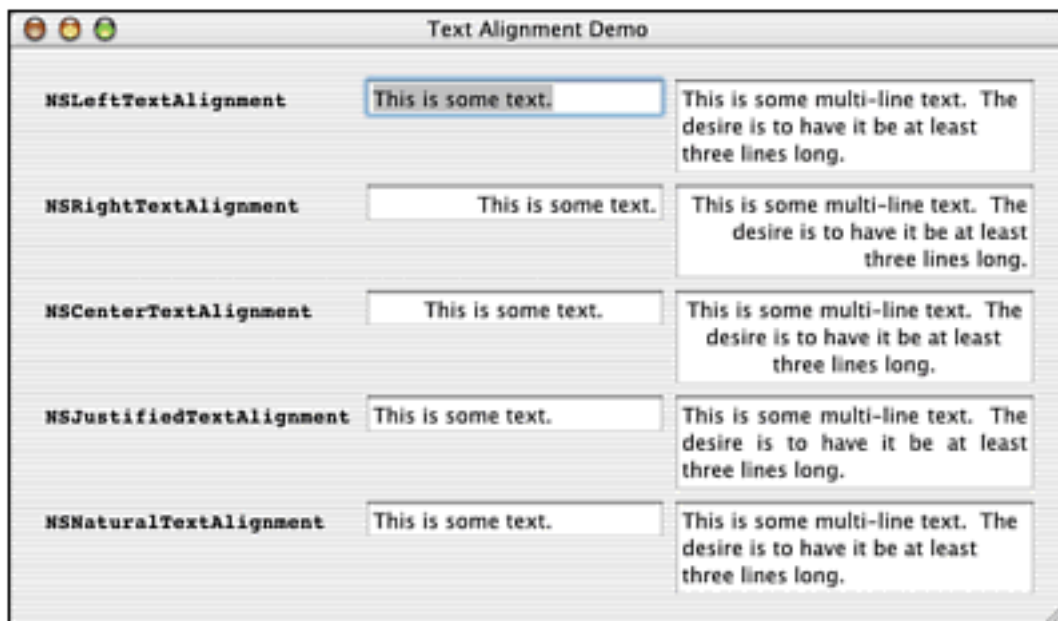 Text Alignment Demo
NSLeftTextAlignment
This is some text.
This is some multi-line text.  The
desire is to have it be at least
three lines long.
NSRightTextAlignment
This is some text.
This is some multi-line text.  The
desire is to have it be at least
three lines long.
NSCenterTextAlignment
This is some text.
This is some multi-line text.  The
desire is to have it be at least
three lines long.
NSJustifiedTextAlignment
This is some text.
This is some multi-line text.  The
desire is to have it be at least
three lines long.
NSNaturalTextAlignment
This is some text.
This is some multi-line text.  The
desire is to have it be at least
three lines long.